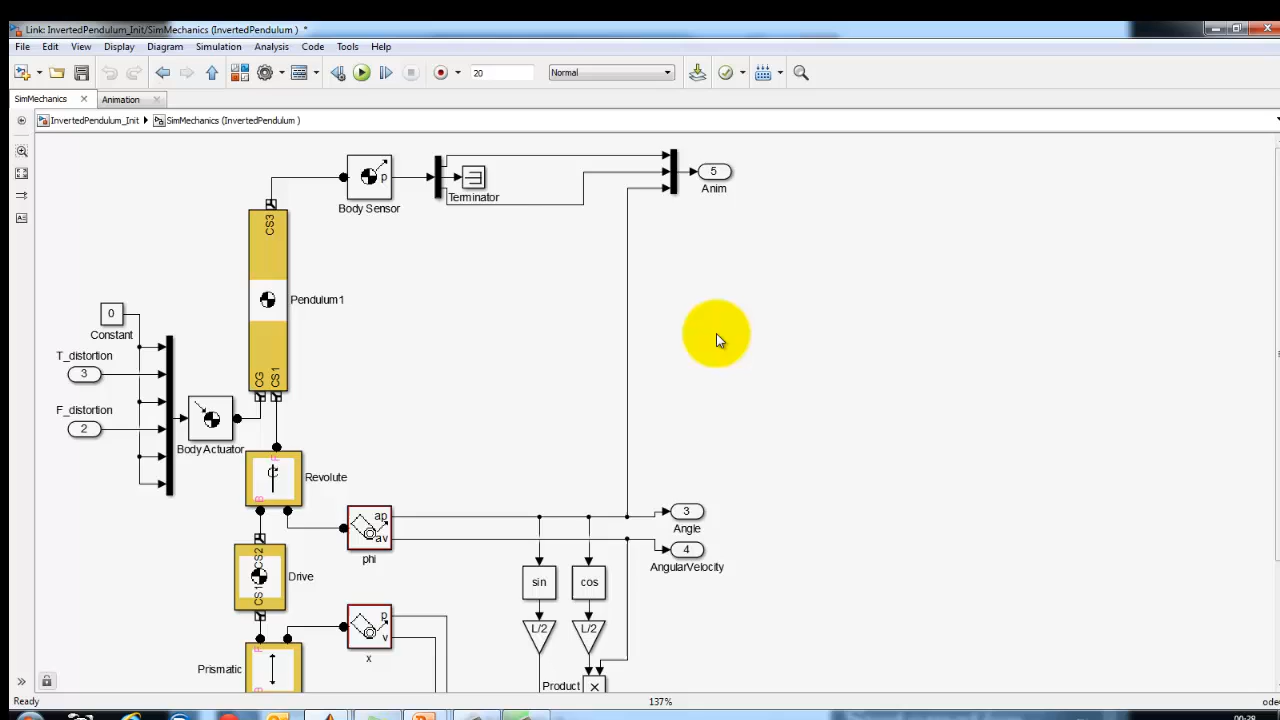 Link: InvertedPendulum_Init/SimMechanics (InvertedPendulum ) *
File Edit View Display Diagram Simulation Analysis Code Tools Help
20 Normal
SimMechanics Animation
InvertedPendulum_Init SimMechanics (InvertedPendulum )
p
Body Sensor
Terminator
5
Anim
CS3
Pendulum1
CG
CS1
0
Constant
T_distortion
3
F_distortion
2
Body Actuator
F
Revolute
B
ap
av
phi
3
Angle
4
AngularVelocity
CS2
Drive
CS1
sin
cos
L/2
L/2
p
v
x
F
Prismatic
B
Product
Ready 137% ode
00:28